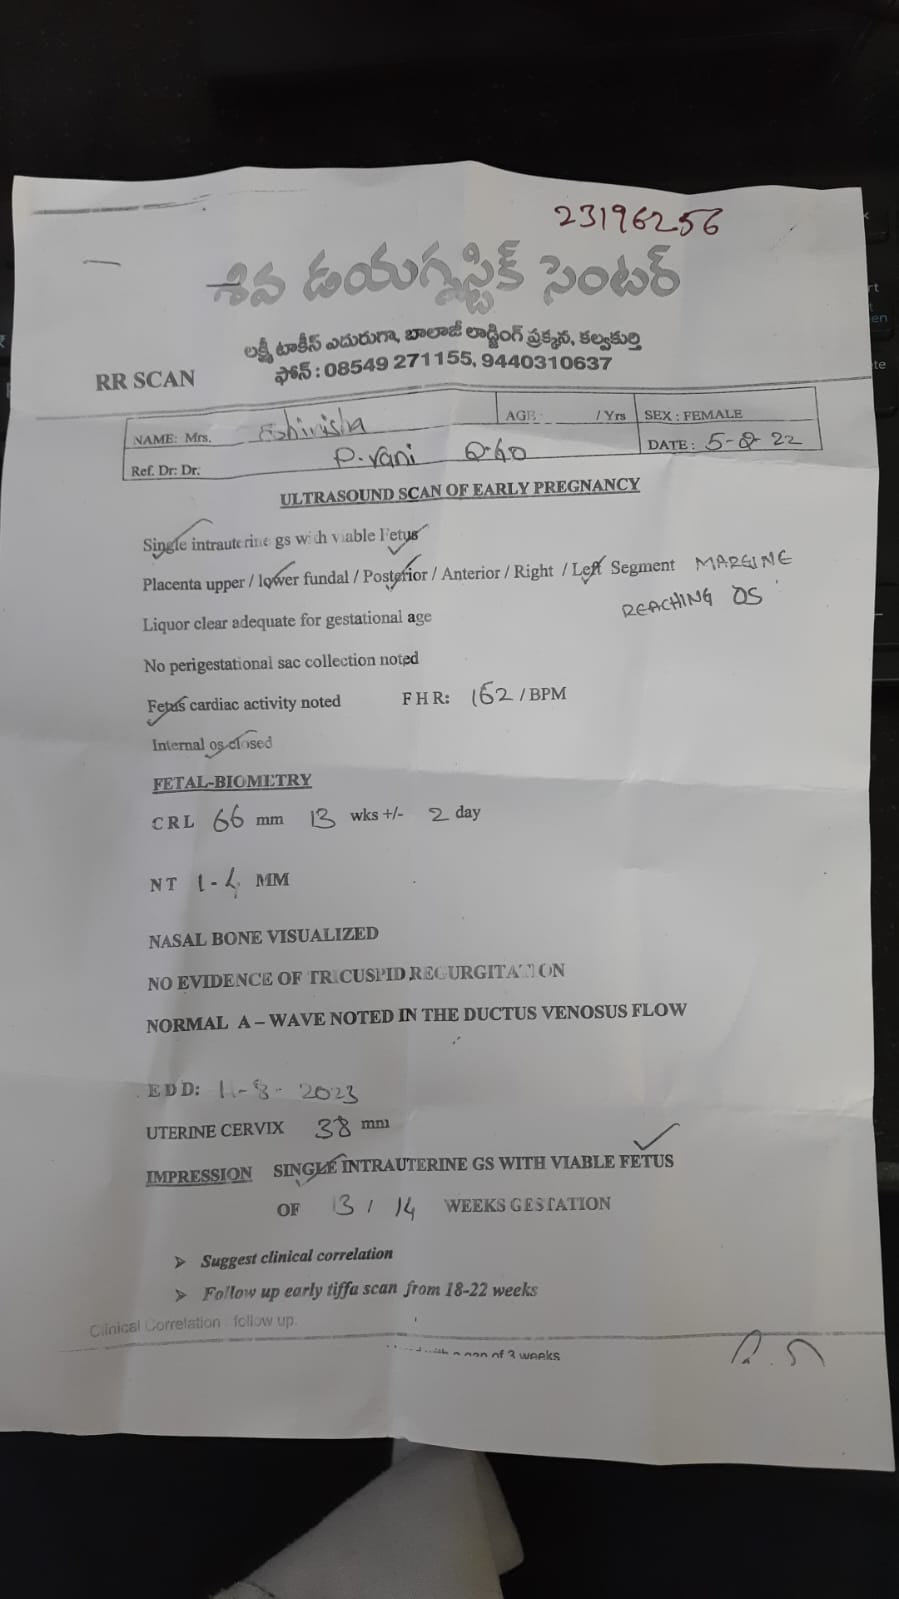 23196256
శివ డయగ్నస్టిక్ సెంటర్
లక్ష్మీ టాకీస్ ఎదురుగా, బాలాజీ లాడ్జింగ్ ప్రక్కన, కల్వకుర్తి
ఫోన్ : 08549 271155, 9440310637
RR SCAN
NAME: Mrs. AGE: / Yrs SEX : FEMALE
Ref. Dr: Dr. P. vani DATE : 5-2-22
ULTRASOUND SCAN OF EARLY PREGNANCY
Single intrauterine gs with viable Fetus
Placenta upper / lower fundal / Posterior / Anterior / Right / Left Segment MARGINE
REACHING OS
Liquor clear adequate for gestational age
No perigestational sac collection noted
Fetus cardiac activity noted FHR: 162 / BPM
Internal os closed
FETAL-BIOMETRY
CRL 66 mm 13 wks +/- 2 day
NT MM
NASAL BONE VISUALIZED
NO EVIDENCE OF TRICUSPID REGURGITATION
NORMAL A – WAVE NOTED IN THE DUCTUS VENOSUS FLOW
EDD: 11-8-2023
UTERINE CERVIX 38 mm
IMPRESSION SINGLE INTRAUTERINE GS WITH VIABLE FETUS
OF 13 / 14 WEEKS GESTATION
➢ Suggest clinical correlation
➢ Follow up early tiffa scan from 18-22 weeks
Clinical Correlation follow up.
gap of 3 weeks